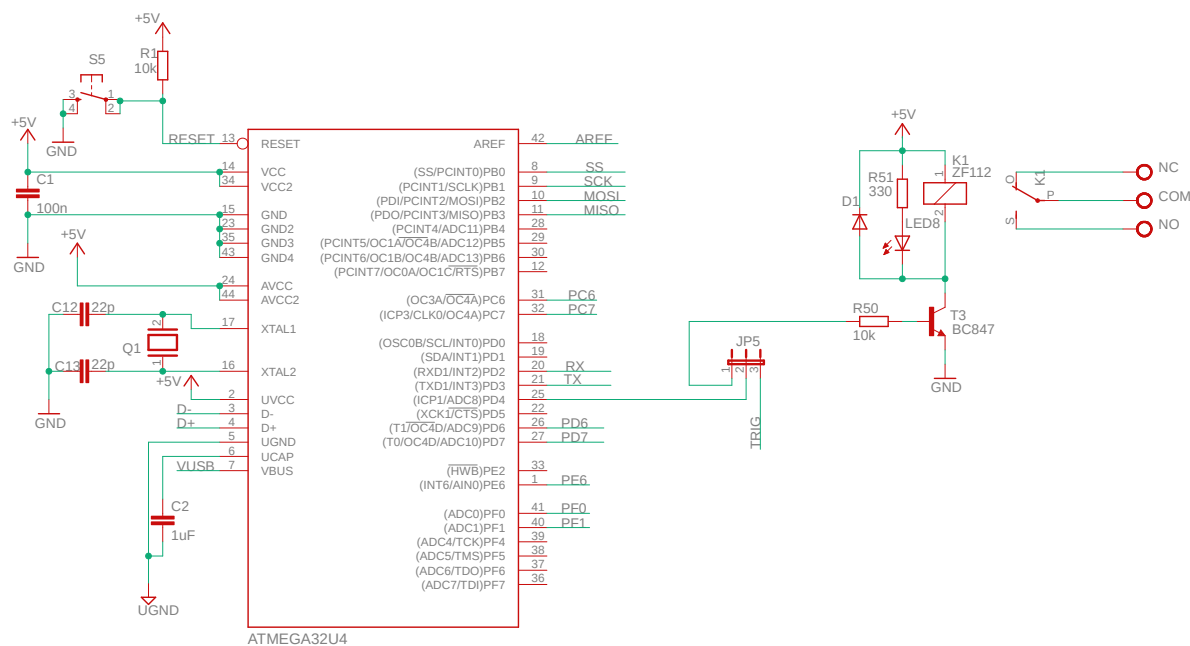 +5V
R1
10k
S5
3
4
1
2
GND
+5V
C1
100n
GND
+5V
C12
22p
C13
22p
Q1
2
1
GND
+5V
RESET 13 RESET
14 VCC
34 VCC2
15 GND
23 GND2
35 GND3
43 GND4
24 AVCC
44 AVCC2
17 XTAL1
16 XTAL2
2 UVCC
D- 3 D-
D+ 4 D+
5 UGND
6 UCAP
VUSB 7 VBUS
C2
1uF
UGND
AREF 42 AREF
(SS/PCINT0)PB0 8 SS
(PCINT1/SCLK)PB1 9 SCK
(PDI/PCINT2/MOSI)PB2 10 MOSI
(PDO/PCINT3/MISO)PB3 11 MISO
(PCINT4/ADC11)PB4 28
(PCINT5/OC1A/OC4B/ADC12)PB5 29
(PCINT6/OC1B/OC4B/ADC13)PB6 30
(PCINT7/OC0A/OC1C/RTS)PB7 12
(OC3A/OC4A)PC6 31 PC6
(ICP3/CLK0/OC4A)PC7 32 PC7
(OSC0B/SCL/INT0)PD0 18
(SDA/INT1)PD1 19
(RXD1/INT2)PD2 20 RX
(TXD1/INT3)PD3 21 TX
(ICP1/ADC8)PD4 25
(XCK1/CTS)PD5 22
(T1/OC4D/ADC9)PD6 26 PD6
(T0/OC4D/ADC10)PD7 27 PD7
(HWB)PE2 33
(INT6/AIN0)PE6 1 PE6
(ADC0)PF0 41 PF0
(ADC1)PF1 40 PF1
(ADC4/TCK)PF4 39
(ADC5/TMS)PF5 38
(ADC6/TDO)PF6 37
(ADC7/TDI)PF7 36
ATMEGA32U4
JP5
1
2
3
TRIG
+5V
D1
R51
330
LED8
K1
ZF112
1
2
R50
10k
T3
BC847
GND
K1
O
P
S
NC
COM
NO